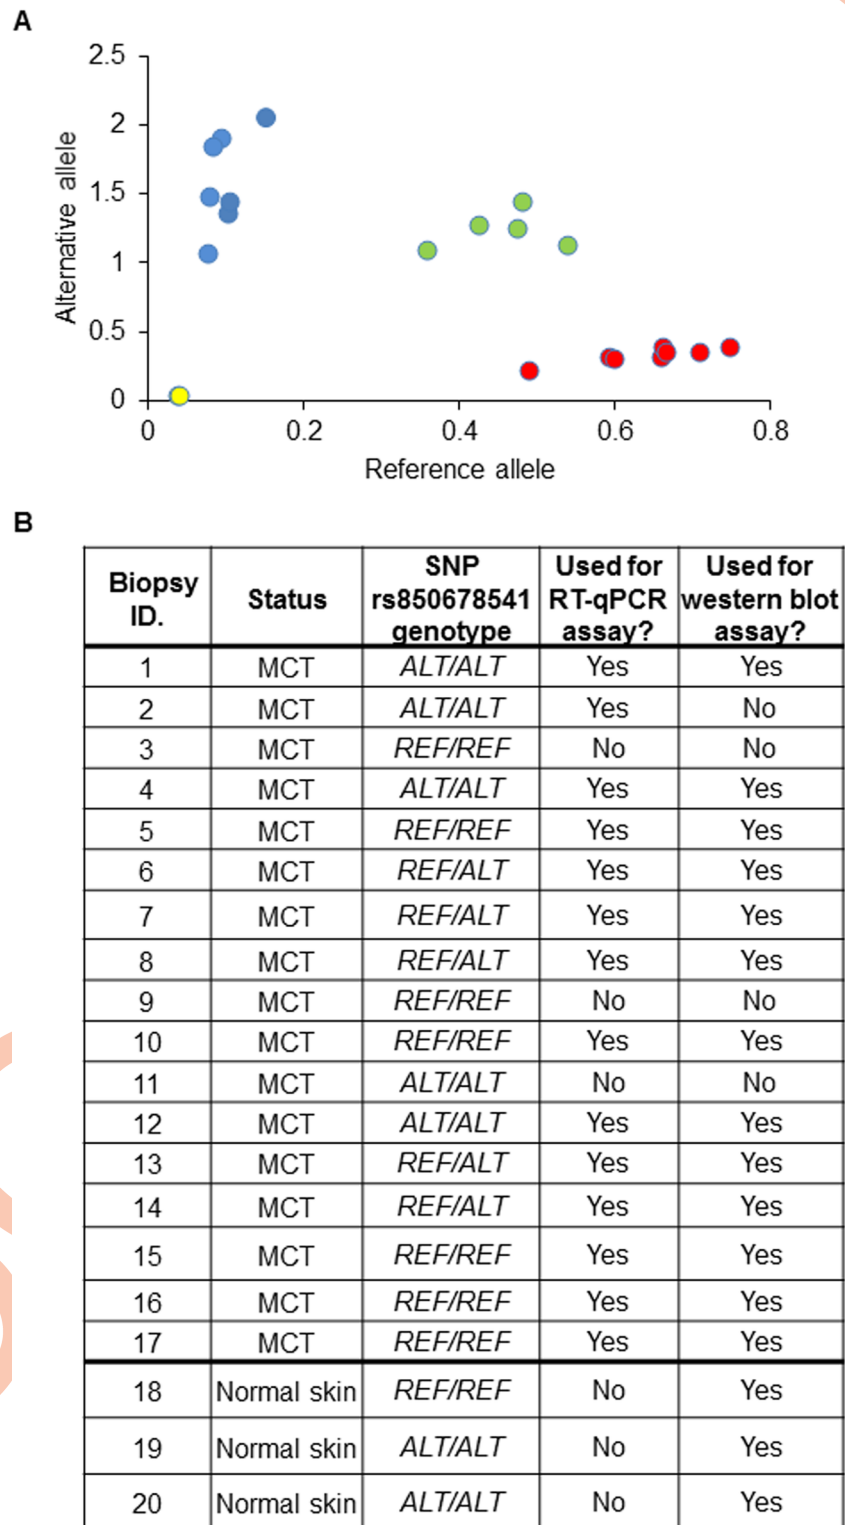 A
2.5
2
1.5
1
0.5
0
Alternative allele
0 0.2 0.4 0.6 0.8
Reference allele
B
Biopsy ID. Status SNP rs850678541 genotype Used for RT-qPCR assay? Used for western blot assay?
1 MCT ALT/ALT Yes Yes
2 MCT ALT/ALT Yes No
3 MCT REF/REF No No
4 MCT ALT/ALT Yes Yes
5 MCT REF/REF Yes Yes
6 MCT REF/ALT Yes Yes
7 MCT REF/ALT Yes Yes
8 MCT REF/ALT Yes Yes
9 MCT REF/REF No No
10 MCT REF/REF Yes Yes
11 MCT ALT/ALT No No
12 MCT ALT/ALT Yes Yes
13 MCT REF/ALT Yes Yes
14 MCT REF/ALT Yes Yes
15 MCT REF/REF Yes Yes
16 MCT REF/REF Yes Yes
17 MCT REF/REF Yes Yes
18 Normal skin REF/REF No Yes
19 Normal skin ALT/ALT No Yes
20 Normal skin ALT/ALT No Yes